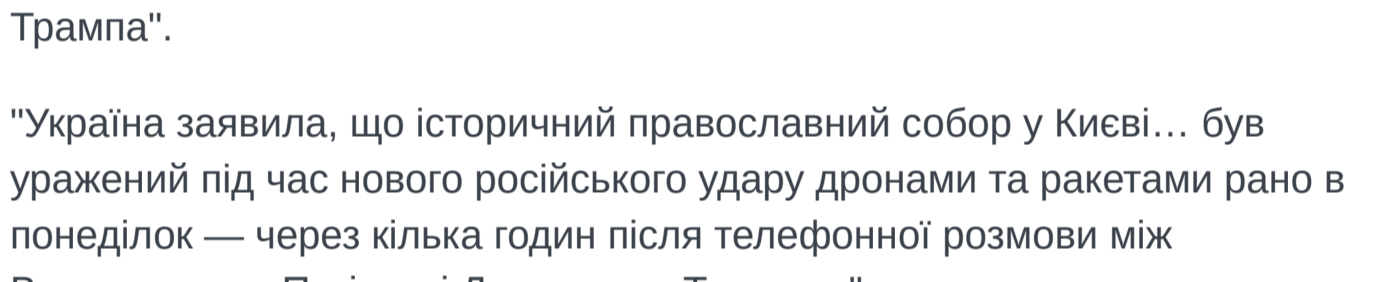 Трампа".
"Україна заявила, що історичний православний собор у Києві… був
уражений під час нового російського удару дронами та ракетами рано в
понеділок — через кілька годин після телефонної розмови між